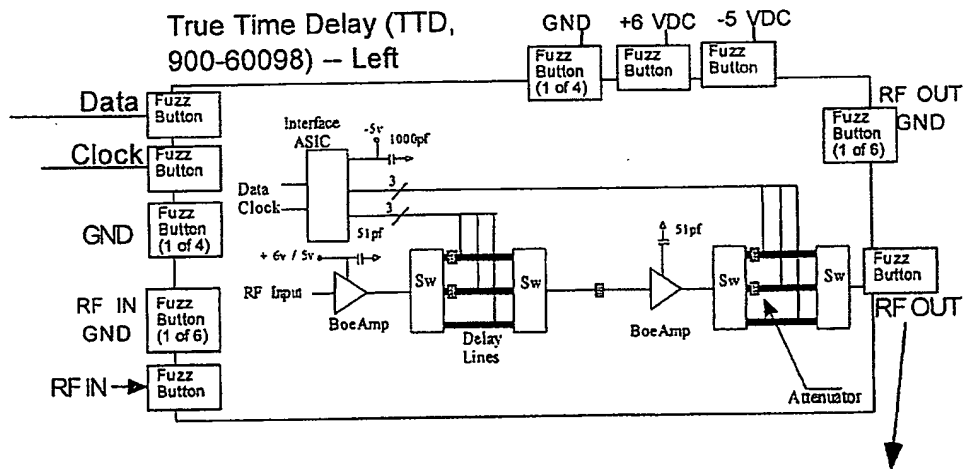 True Time Delay (TTD,
900-60098) – Left
GND
+6 VDC
-5 VDC
Fuzz
Button
(1 of 4)
Fuzz
Button
Fuzz
Button
Data
Fuzz
Button
RF OUT
GND
Fuzz
Button
(1 of 6)
Clock
Fuzz
Button
Interface
ASIC
-5v
1000pf
Data
Clock
3
3
GND
Fuzz
Button
(1 of 4)
51pf
51pf
+ 6v / 5v
Sw
Sw
Sw
Sw
Fuzz
Button
RF Input
RF OUT
RF IN
GND
Fuzz
Button
(1 of 6)
BoeAmp
BoeAmp
Delay
Lines
RF IN
Fuzz
Button
Attenuator